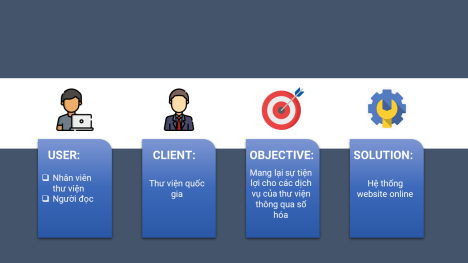 USER:
❑ Nhân viên
thư viện
❑ Người đọc
CLIENT:
Thư viện quốc
gia
OBJECTIVE:
Mang lại sự tiện
lợi cho các dịch
vụ của thư viện
thông qua số
hóa
SOLUTION:
Hệ thống
website online